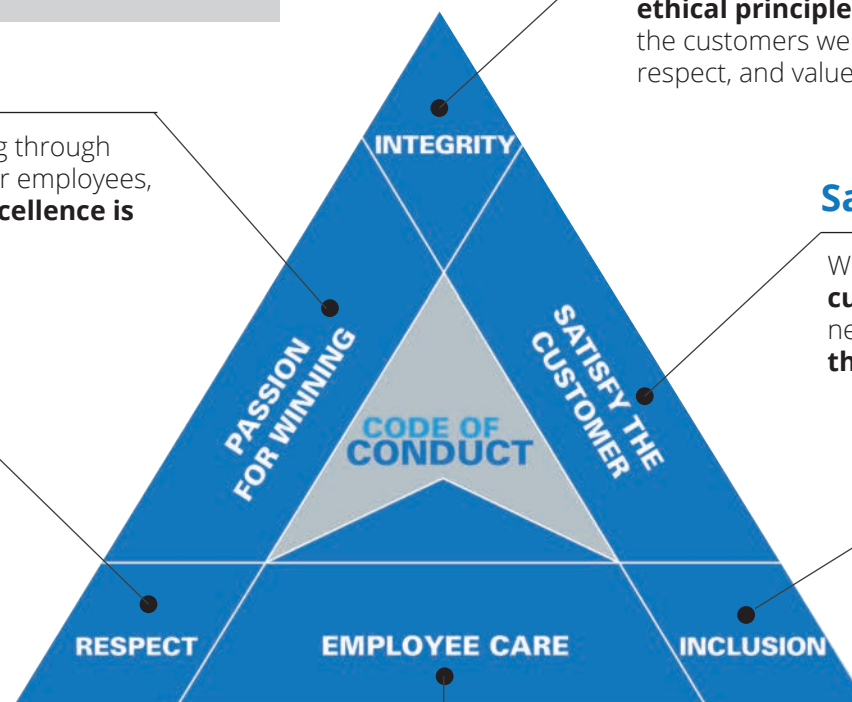 ethical principle
the customers we
respect, and value
g through
r employees,
cellence is
INTEGRITY
Sa
W
cu
ne
th
PASSION
FOR WINNING
SATISFY THE
CUSTOMER
CODE OF
CONDUCT
RESPECT
EMPLOYEE CARE
INCLUSION